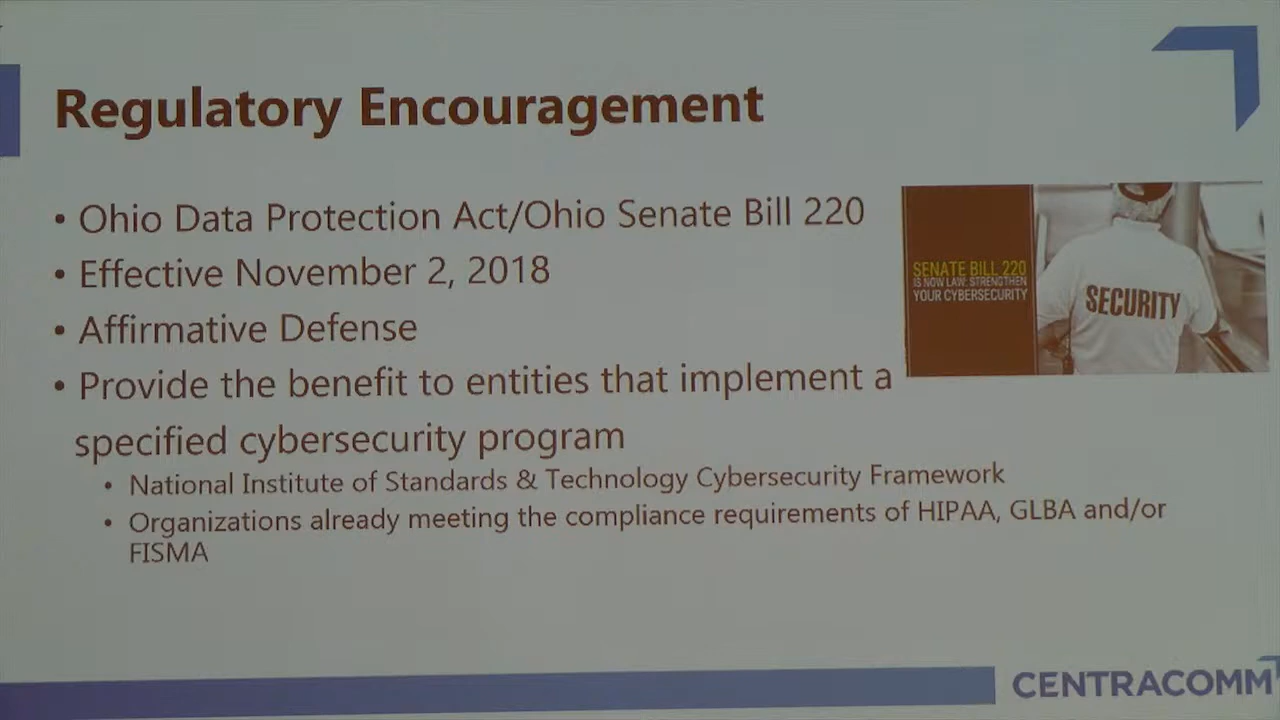 Regulatory Encouragement
• Ohio Data Protection Act/Ohio Senate Bill 220
• Effective November 2, 2018
• Affirmative Defense
• Provide the benefit to entities that implement a
specified cybersecurity program
• National Institute of Standards & Technology Cybersecurity Framework
• Organizations already meeting the compliance requirements of HIPAA, GLBA and/or
FISMA
SENATE BILL 220
IS NOW LAW: STRENGTHEN
YOUR CYBERSECURITY
SECURITY
CENTRACOMM